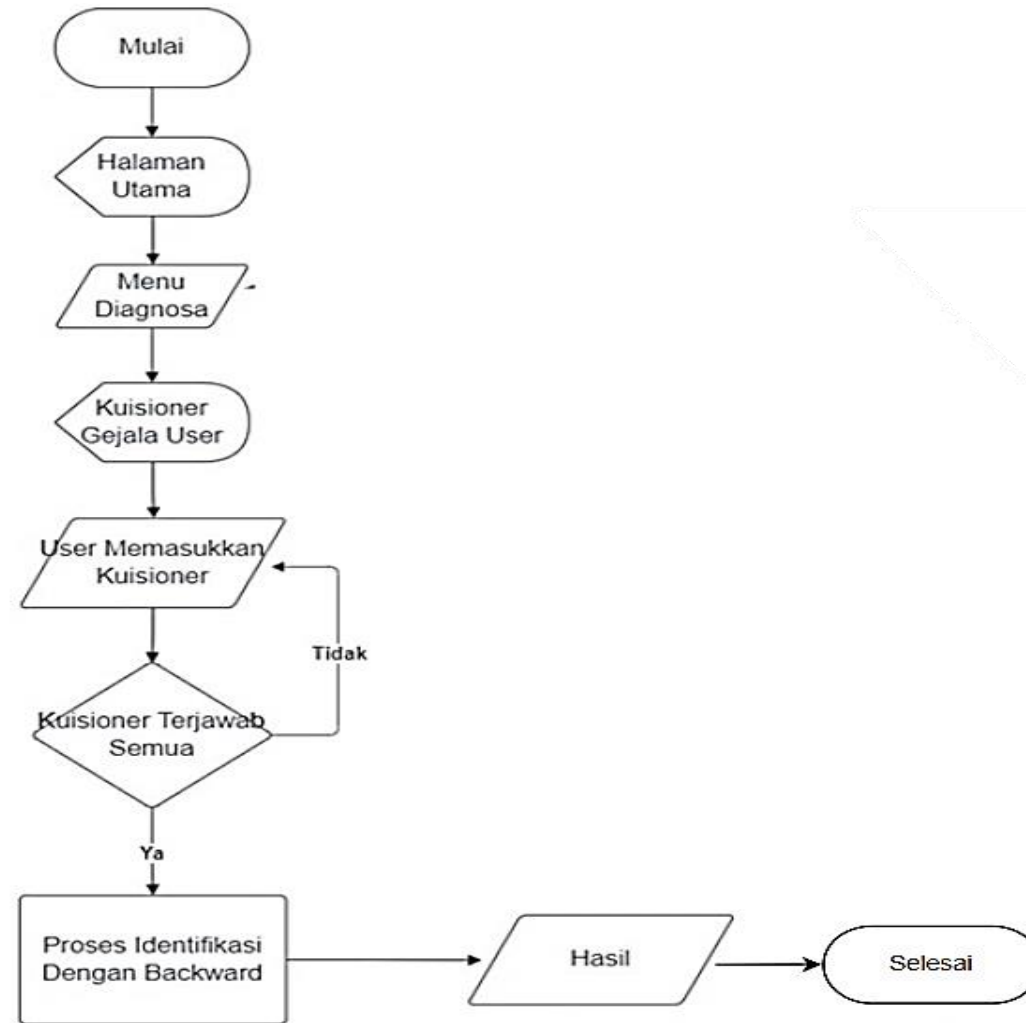 Mulai
Halaman
Utama
Menu
Diagnosa
Kuisioner
Gejala User
User Memasukkan
Kuisioner
Tidak
Kuisioner Terjawab
Semua
Ya
Proses Identifikasi
Dengan Backward
Hasil
Selesai